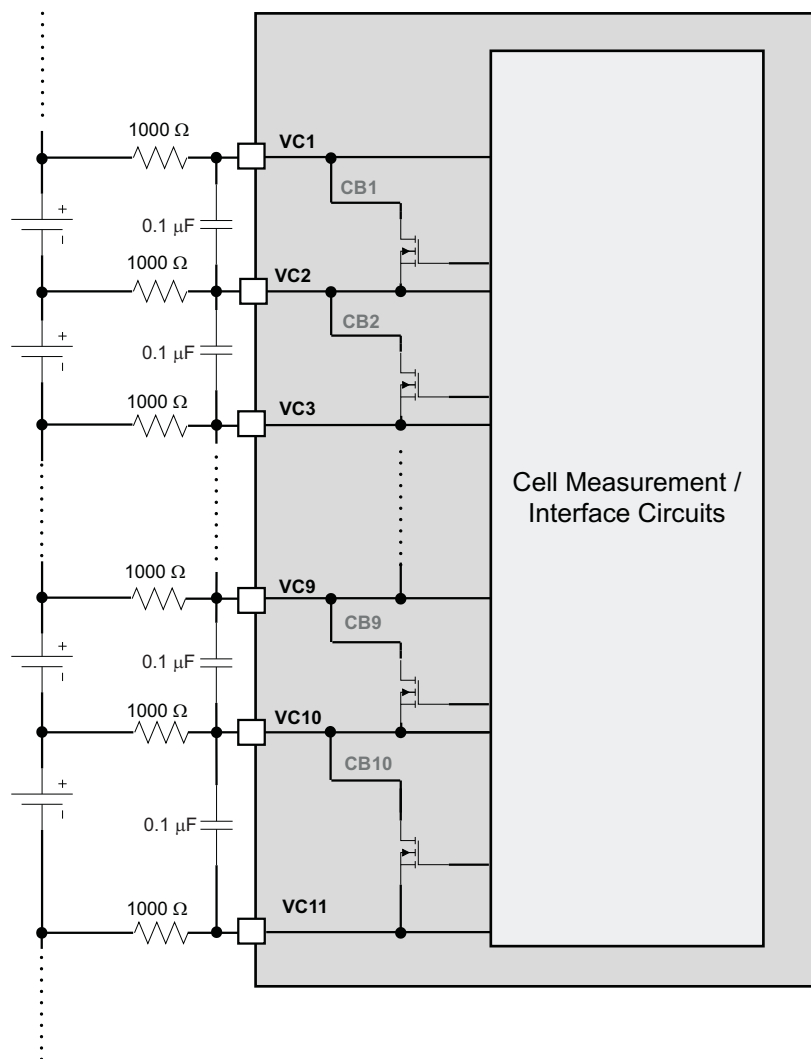 1000 Ω
VC1
CB1
+
-
0.1 μF
1000 Ω
VC2
CB2
+
-
0.1 μF
1000 Ω
VC3
Cell Measurement /
Interface Circuits
1000 Ω
VC9
CB9
+
-
0.1 μF
1000 Ω
VC10
CB10
+
-
0.1 μF
1000 Ω
VC11